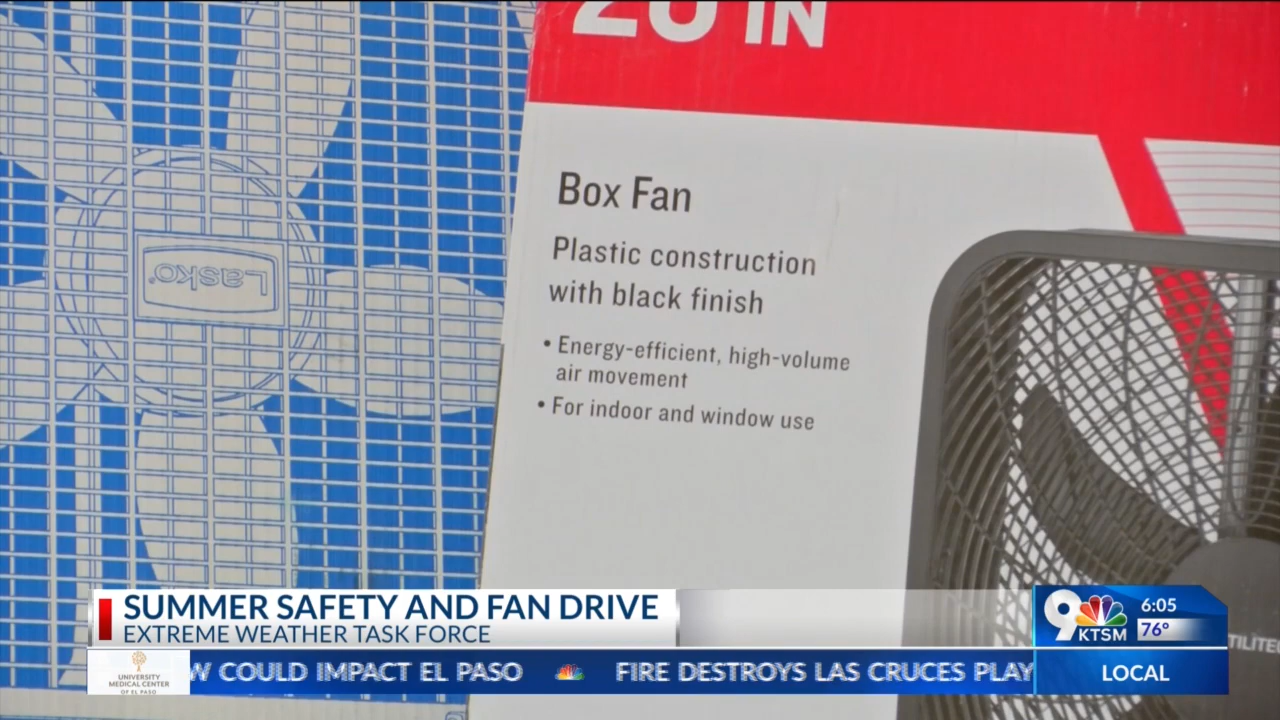 20 IN
Box Fan
Plastic construction
with black finish
• Energy-efficient, high-volume
air movement
• For indoor and window use
Lasko
SUMMER SAFETY AND FAN DRIVE
EXTREME WEATHER TASK FORCE
9
KTSM
6:05
76°
UNIVERSITY
MEDICAL CENTER
OF EL PASO
W COULD IMPACT EL PASO
FIRE DESTROYS LAS CRUCES PLAY
LOCAL